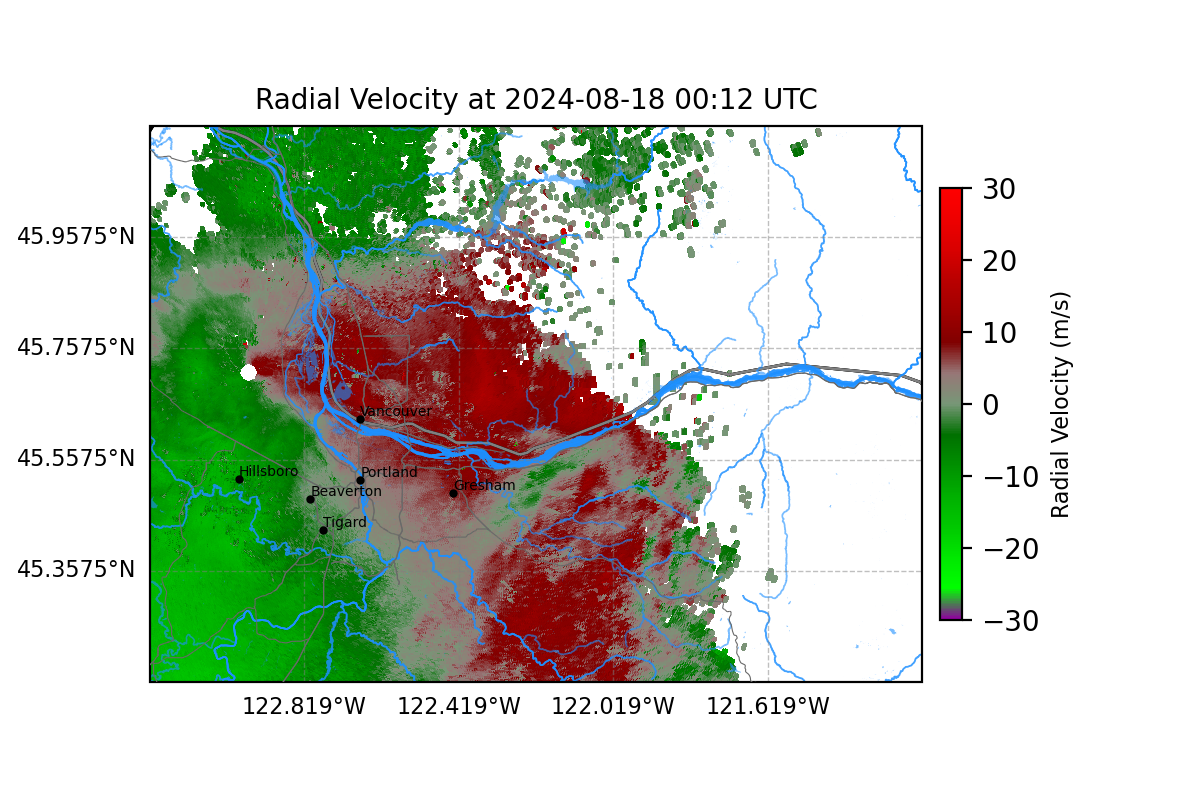 Radial Velocity at 2024-08-18 00:12 UTC
45.9575°N
45.7575°N
45.5575°N
45.3575°N
122.819°W
122.419°W
122.019°W
121.619°W
Vancouver
Hillsboro
Portland
Beaverton
Gresham
Tigard
30
20
10
0
−10
−20
−30
Radial Velocity (m/s)